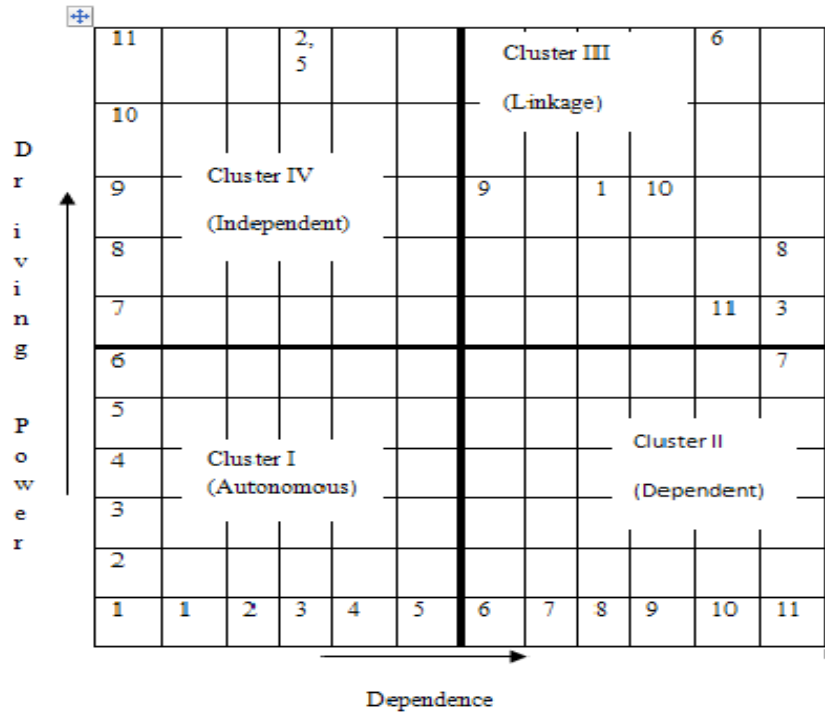 11 2, 6
5
Cluster III
(Linkage)
10
Driving Power
9 9 1 10
Cluster IV
(Independent)
8 8
7 11 3
6 7
5
4
Cluster I
(Autonomous)
Cluster II
(Dependent)
3
2
1 1 2 3 4 5 6 7 8 9 10 11
Dependence